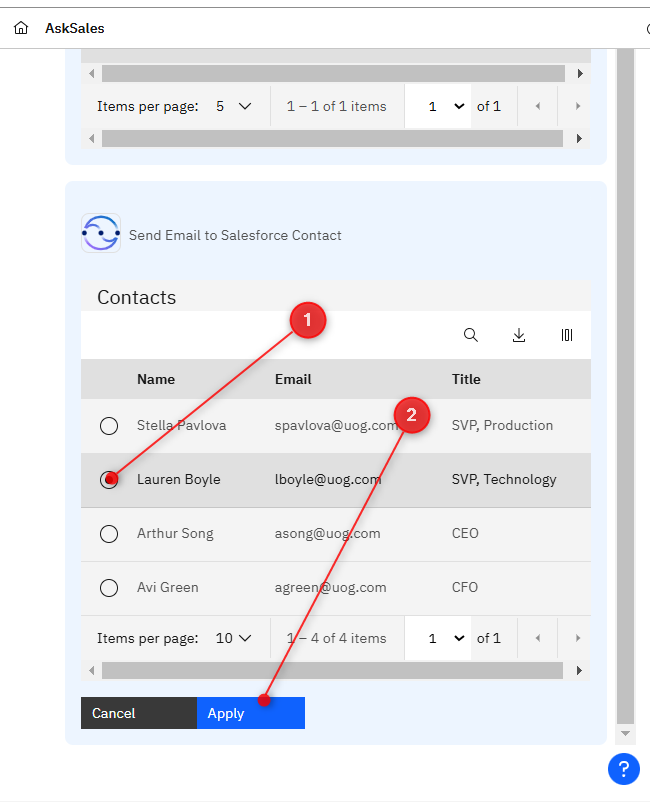 AskSales
Items per page: 5 1 – 1 of 1 items 1 of 1
Send Email to Salesforce Contact
Contacts
1
Name Email Title
2
Stella Pavlova spavlova@uog.com SVP, Production
Lauren Boyle lboyle@uog.com SVP, Technology
Arthur Song asong@uog.com CEO
Avi Green agreen@uog.com CFO
Items per page: 10 1 – 4 of 4 items 1 of 1
Cancel Apply
?